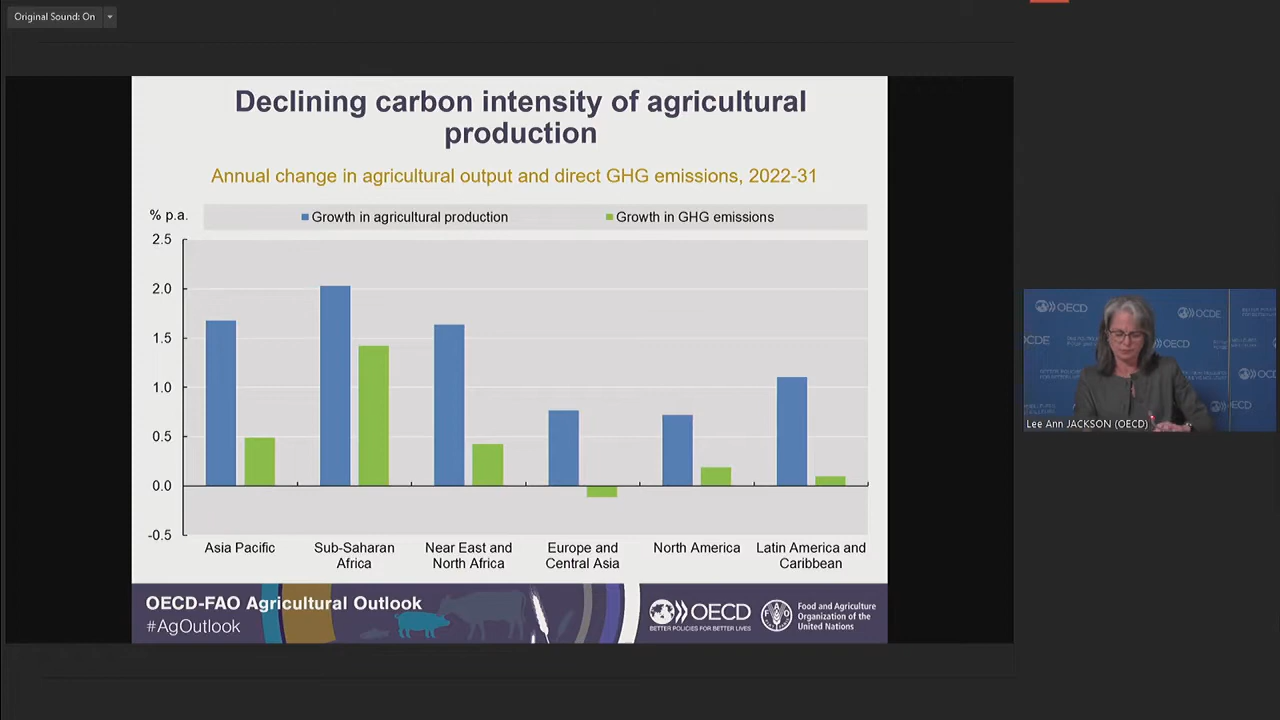 Original Sound: On
Declining carbon intensity of agricultural
production
Annual change in agricultural output and direct GHG emissions, 2022-31
% p.a.
Growth in agricultural production
Growth in GHG emissions
2.5
2.0
1.5
1.0
0.5
0.0
-0.5
Asia Pacific
Sub-Saharan
Africa
Near East and
North Africa
Europe and
Central Asia
North America
Latin America and
Caribbean
OECD-FAO Agricultural Outlook
#AgOutlook
OECD
BETTER POLICIES FOR BETTER LIVES
FAO
Food and Agriculture
Organization of the
United Nations
OECD
OCDE
OCDE
OECD
OECD
Lee Ann JACKSON (OECD)